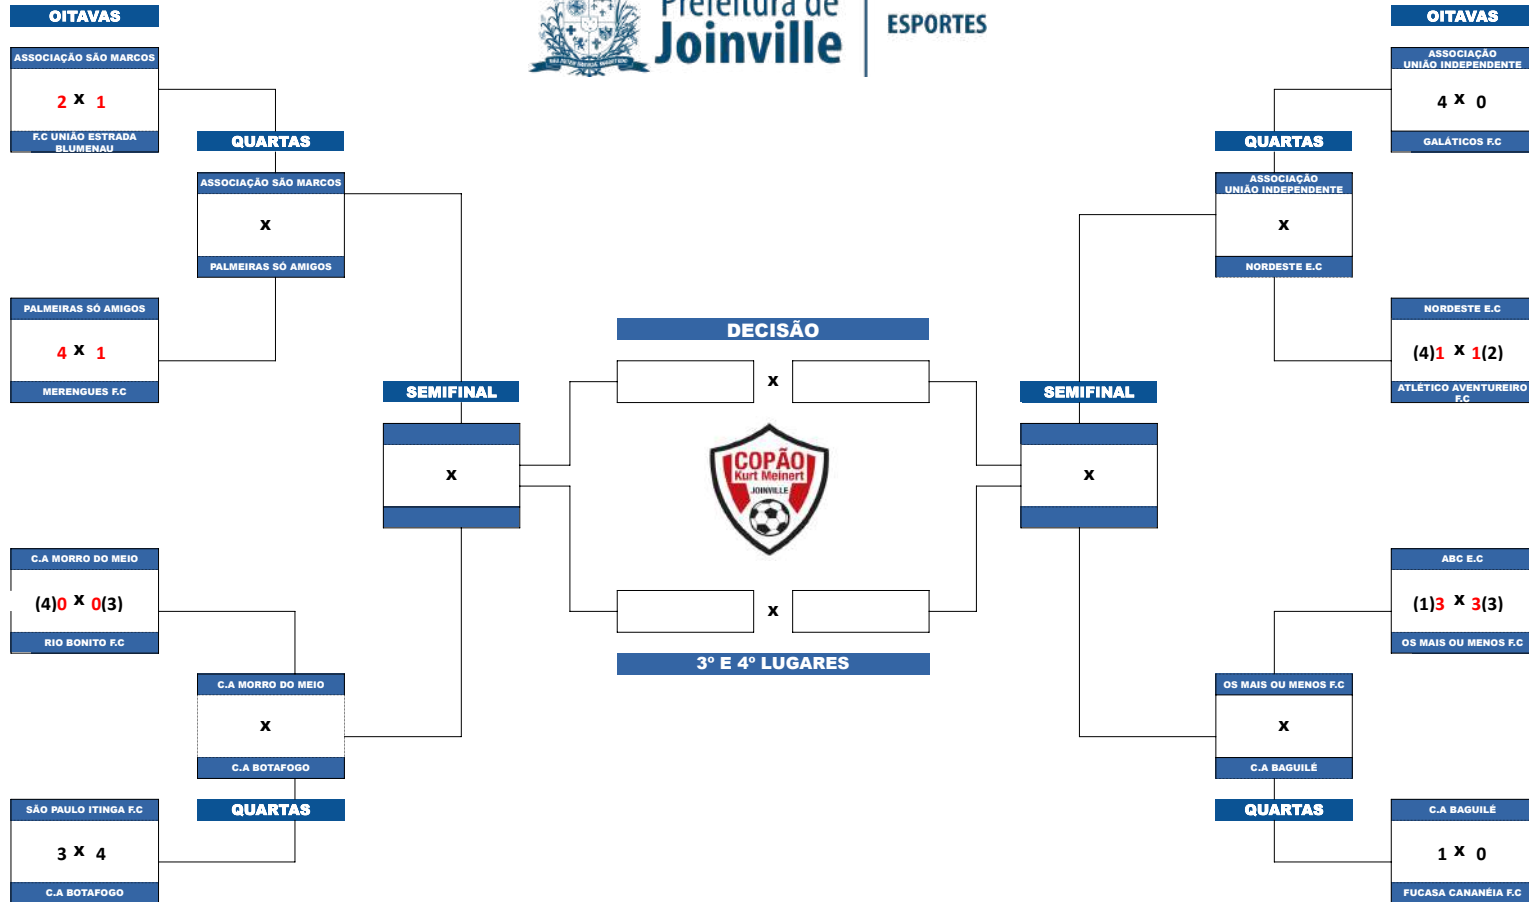 Prefeitura de
Joinville
ESPORTES
OITAVAS
ASSOCIAÇÃO SÃO MARCOS
2 x 1
F.C UNIÃO ESTRADA
BLUMENAU
QUARTAS
ASSOCIAÇÃO SÃO MARCOS
x
PALMEIRAS SÓ AMIGOS
PALMEIRAS SÓ AMIGOS
4 x 1
MERENGUES F.C
SEMIFINAL
x
C.A MORRO DO MEIO
(4)0 x 0(3)
RIO BONITO F.C
C.A MORRO DO MEIO
x
C.A BOTAFOGO
QUARTAS
SÃO PAULO ITINGA F.C
3 x 4
C.A BOTAFOGO
DECISÃO
x
COPÃO
Kurt Meinert
JOINVILLE
x
3º E 4º LUGARES
OITAVAS
ASSOCIAÇÃO
UNIÃO INDEPENDENTE
4 x 0
GALÁTICOS F.C
QUARTAS
ASSOCIAÇÃO
UNIÃO INDEPENDENTE
x
NORDESTE E.C
NORDESTE E.C
(4)1 x 1(2)
ATLÉTICO AVENTUREIRO
F.C
SEMIFINAL
x
ABC E.C
(1)3 x 3(3)
OS MAIS OU MENOS F.C
OS MAIS OU MENOS F.C
x
C.A BAGUILÉ
QUARTAS
C.A BAGUILÉ
1 x 0
FUCASA CANANÉIA F.C